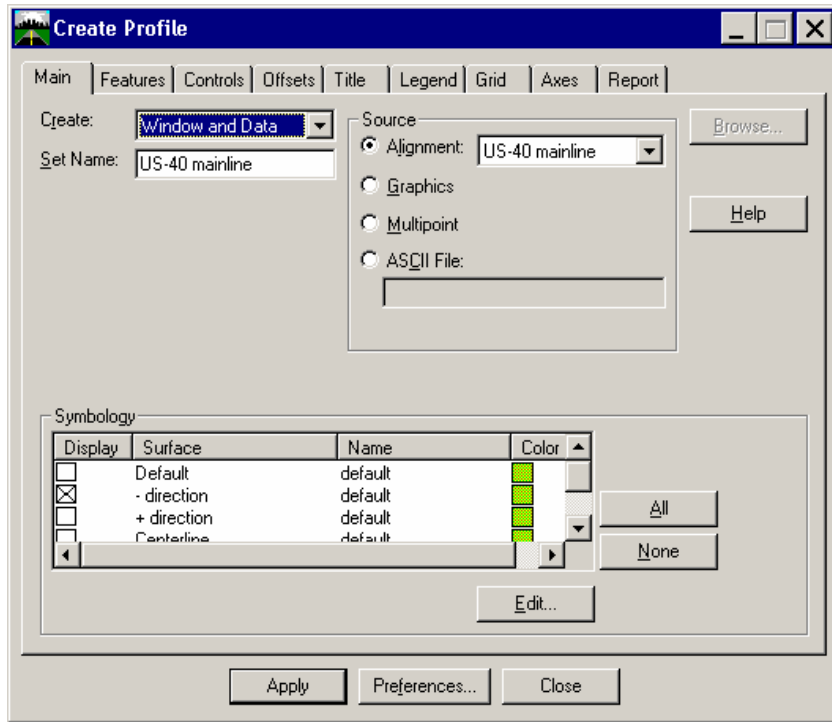 Create Profile
Main Features Controls Offsets Title Legend Grid Axes Report
Create: Window and Data
Set Name: US-40 mainline
Source
Alignment: US-40 mainline
Graphics
Multipoint
ASCII File:
Browse...
Help
Symbology
Display Surface Name Color
Default default
- direction default
+ direction default
Centerline default
All
None
Edit...
Apply Preferences... Close